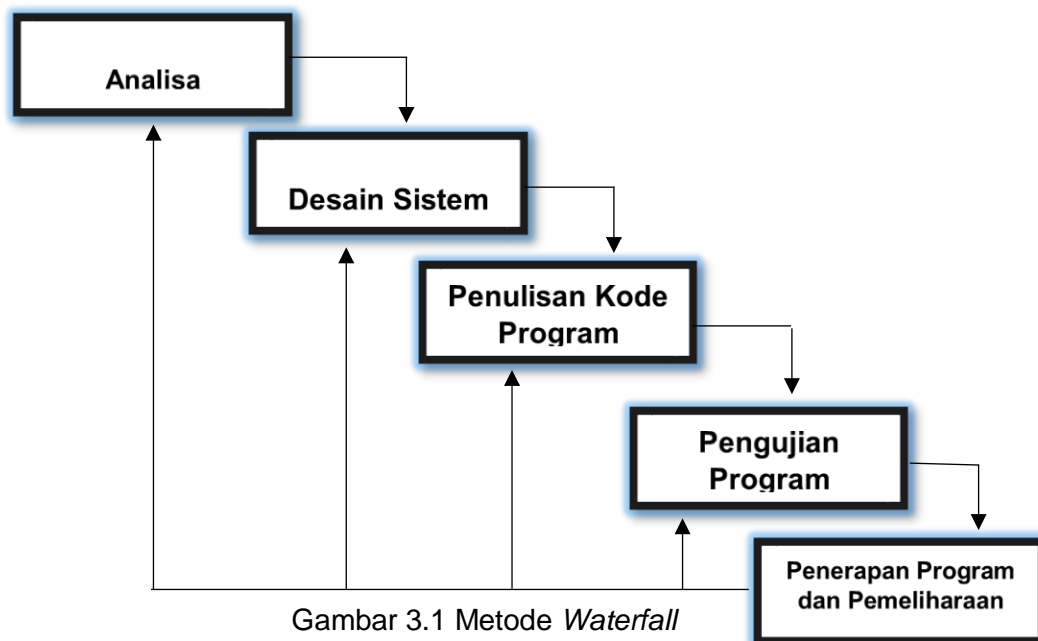 Analisa
Desain Sistem
Penulisan Kode
Program
Pengujian
Program
Penerapan Program
dan Pemeliharaan
Gambar 3.1 Metode Waterfall